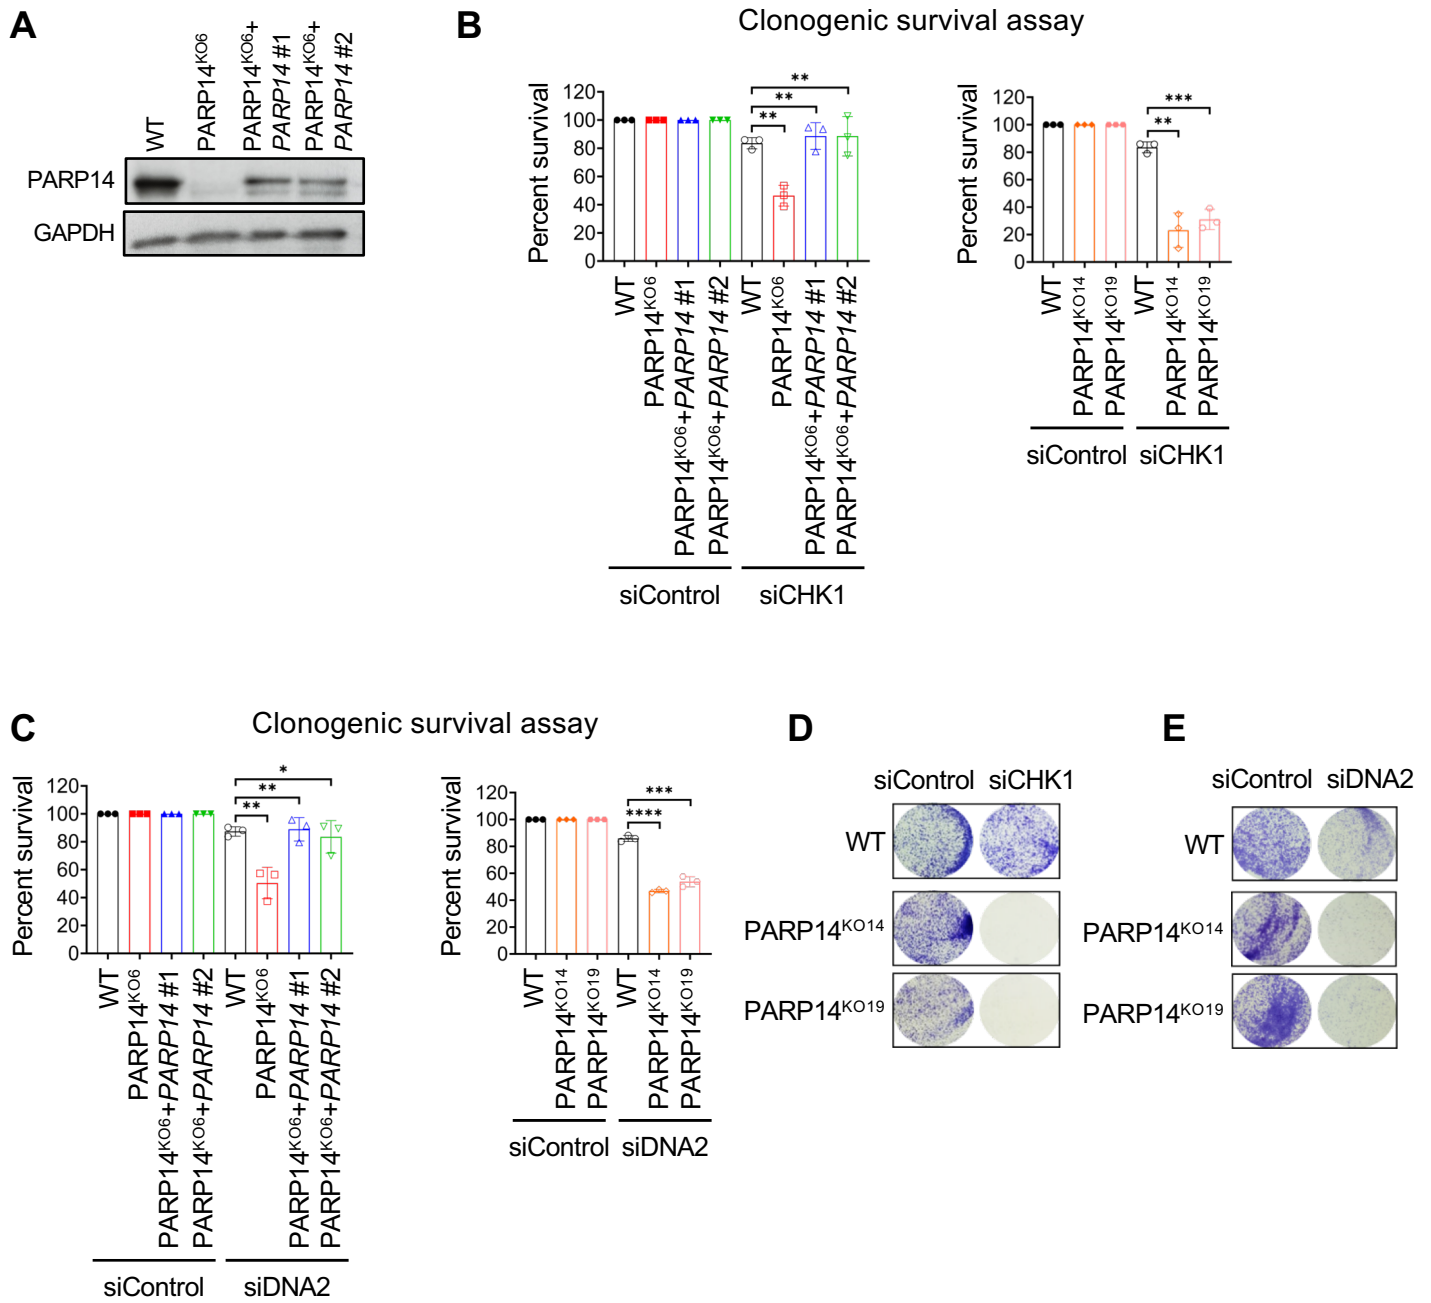 A
WT
PARP14KO6
PARP14KO6+
PARP14 #1
PARP14KO6+
PARP14 #2
PARP14
GAPDH
B
Clonogenic survival assay
Percent survival
120
100
80
60
40
20
0
**
**
**
WT
PARP14KO6
PARP14KO6+PARP14 #1
PARP14KO6+PARP14 #2
WT
PARP14KO6
PARP14KO6+PARP14 #1
PARP14KO6+PARP14 #2
siControl
siCHK1
Percent survival
120
100
80
60
40
20
0
***
**
WT
PARP14KO14
PARP14KO19
WT
PARP14KO14
PARP14KO19
siControl
siCHK1
C
Clonogenic survival assay
Percent survival
120
100
80
60
40
20
0
*
**
**
WT
PARP14KO6
PARP14KO6+PARP14 #1
PARP14KO6+PARP14 #2
WT
PARP14KO6
PARP14KO6+PARP14 #1
PARP14KO6+PARP14 #2
siControl
siDNA2
Percent survival
120
100
80
60
40
20
0
***
****
WT
PARP14KO14
PARP14KO19
WT
PARP14KO14
PARP14KO19
siControl
siDNA2
D
siControl siCHK1
WT
PARP14KO14
PARP14KO19
E
siControl siDNA2
WT
PARP14KO14
PARP14KO19